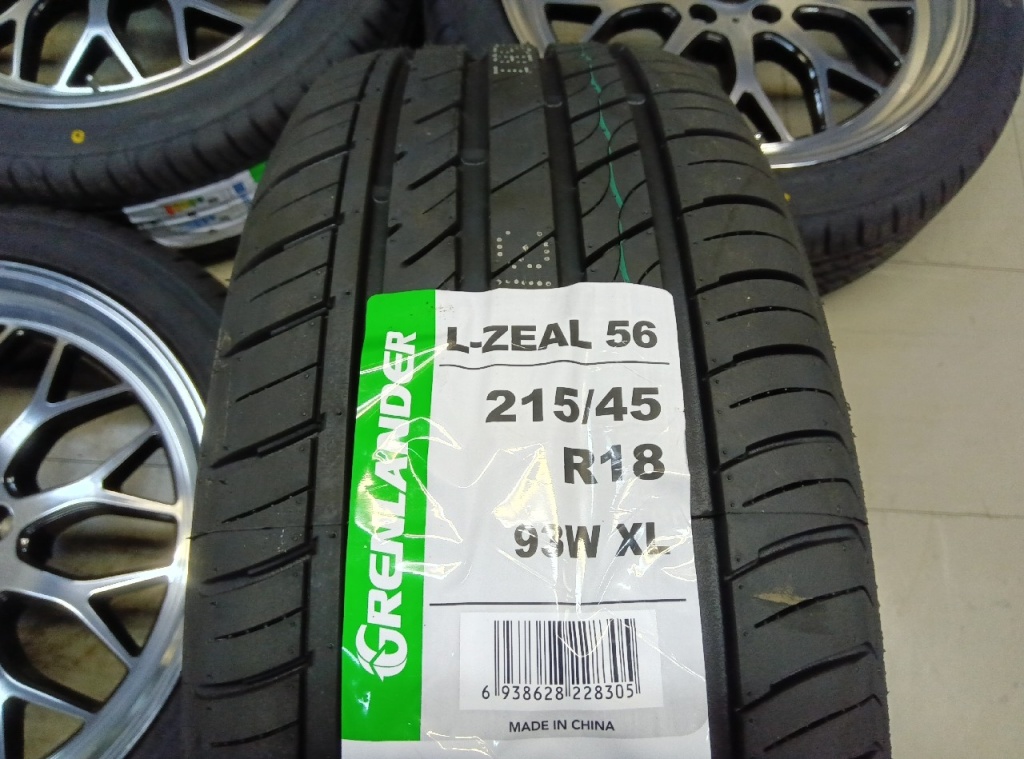 GRENLANDER
L-ZEAL 56
215/45
R18
93W XL
6 938628 228305
MADE IN CHINA